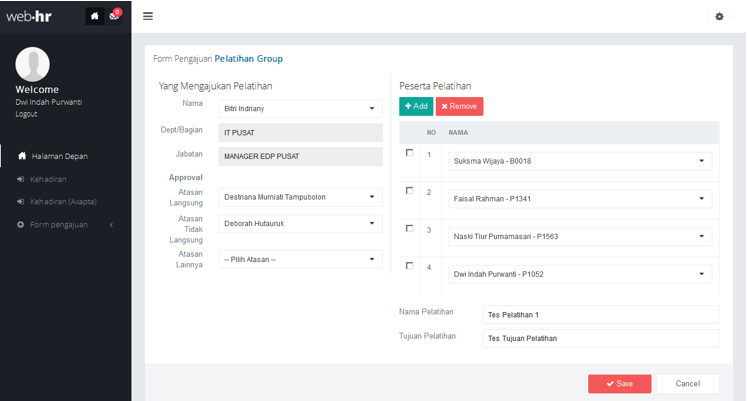 web·hr
0
Welcome
Dwi Indah Purwanti
Logout
Halaman Depan
Kehadiran
Kehadiran (Axapta)
Form pengajuan
Form Pengajuan Pelatihan Group
Yang Mengajukan Pelatihan
Nama
Bitri Indriany
Dept/Bagian
IT PUSAT
Jabatan
MANAGER EDP PUSAT
Approval
Atasan
Langsung
Destriana Murniati Tampubolon
Atasan
Tidak
Langsung
Deborah Hutauruk
Atasan
Lainnya
-- Pilih Atasan --
Peserta Pelatihan
Add Remove
NO NAMA
1 Suksma Wijaya - B0018
2 Faisal Rahman - P1341
3 Naski Tiur Purnamasari - P1563
4 Dwi Indah Purwanti - P1052
Nama Pelatihan Tes Pelatihan 1
Tujuan Pelatihan Tes Tujuan Pelatihan
Save Cancel